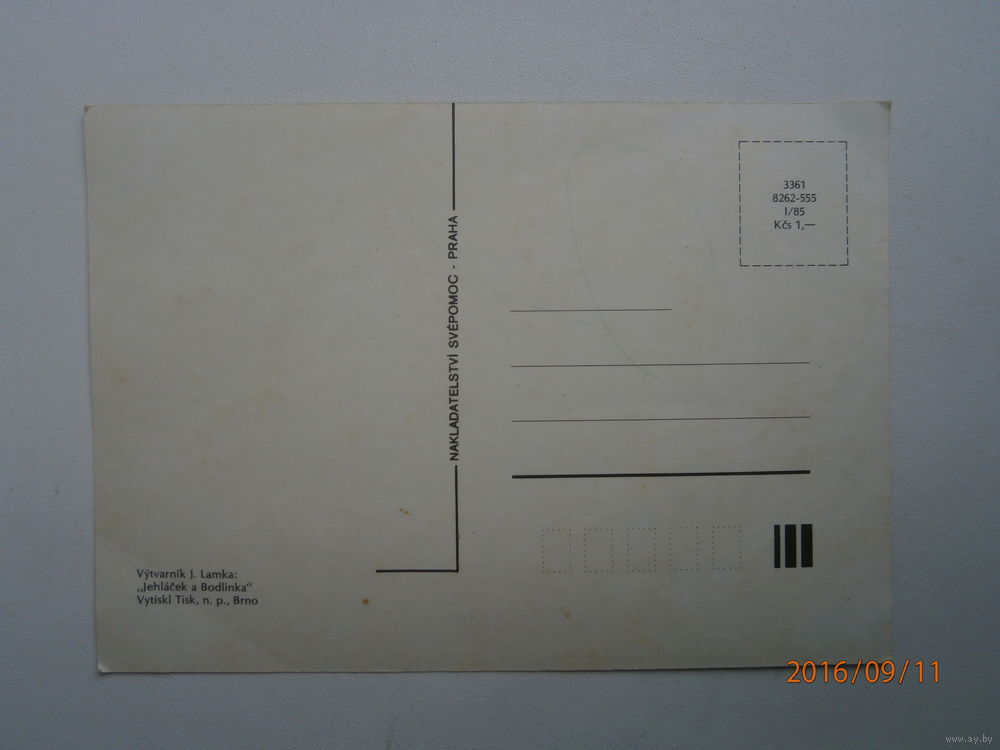 NAKLADATELSTVÍ SVÉPOMOC - PRAHA
3361
8262-555
I/85
Kčs 1,—
Výtvarník J. Lamka:
„Jehláček a Bodlinka“
Vytiskl Tisk, n. p., Brno
2016/09/11
www.ay.by